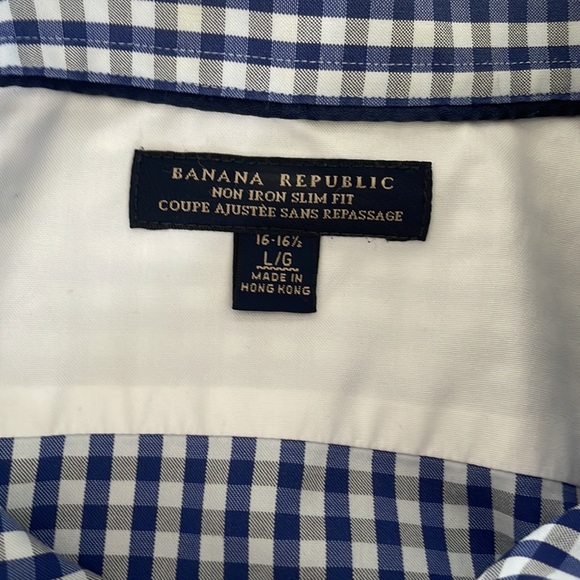 BANANA REPUBLIC
NON IRON SLIM FIT
COUPE AJUSTÉE SANS REPASSAGE
16-16½
L/G
MADE IN
HONG KONG